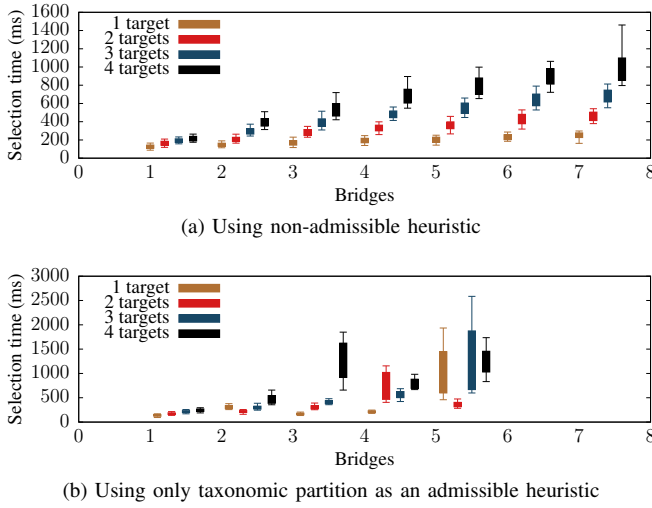 1600
1400
1200
1000
800
600
400
200
0
Selection time (ms)
1 target
2 targets
3 targets
4 targets
0 1 2 3 4 5 6 7 8
Bridges
(a) Using non-admissible heuristic
3000
2500
2000
1500
1000
500
0
Selection time (ms)
1 target
2 targets
3 targets
4 targets
0 1 2 3 4 5 6 7 8
Bridges
(b) Using only taxonomic partition as an admissible heuristic